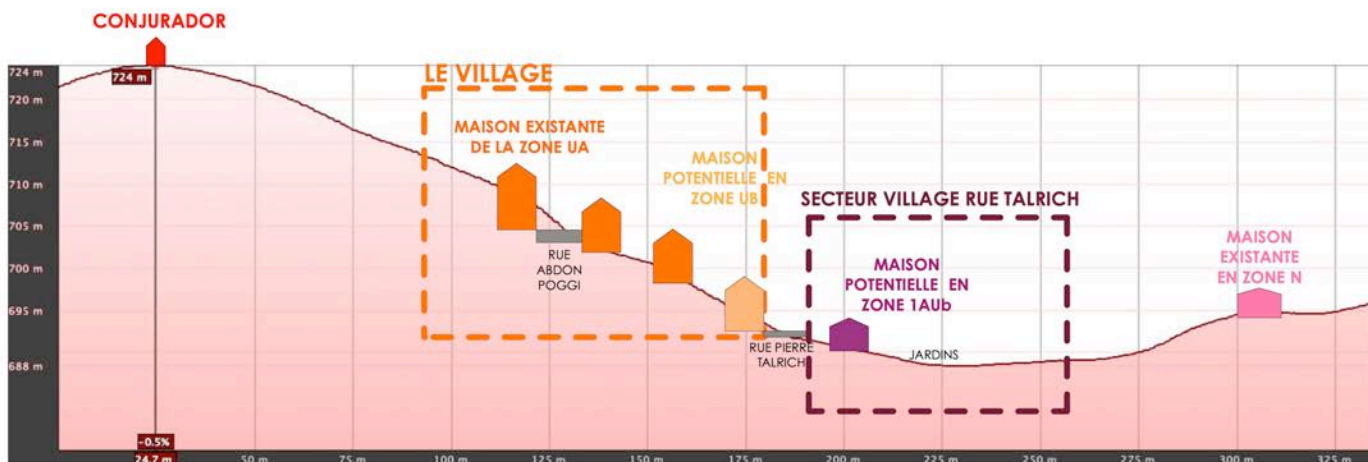 CONJURADOR
724 m
724 m
720 m
715 m
710 m
705 m
700 m
695 m
688 m
LE VILLAGE
MAISON EXISTANTE
DE LA ZONE UA
MAISON
POTENTIELLE EN
ZONE UB
RUE
ABDON
POGGI
RUE PIERRE
TALRICH
SECTEUR VILLAGE RUE TALRICH
MAISON
POTENTIELLE EN
ZONE 1AUb
JARDINS
MAISON
EXISTANTE
EN ZONE N
-0.5%
24.7 m
50 m
75 m
100 m
125 m
150 m
175 m
200 m
225 m
250 m
275 m
300 m
325 m